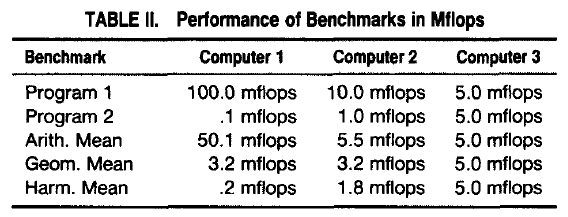 TABLE II. Performance of Benchmarks in Mflops
Benchmark Computer 1 Computer 2 Computer 3
Program 1 100.0 mflops 10.0 mflops 5.0 mflops
Program 2 .1 mflops 1.0 mflops 5.0 mflops
Arith. Mean 50.1 mflops 5.5 mflops 5.0 mflops
Geom. Mean 3.2 mflops 3.2 mflops 5.0 mflops
Harm. Mean .2 mflops 1.8 mflops 5.0 mflops